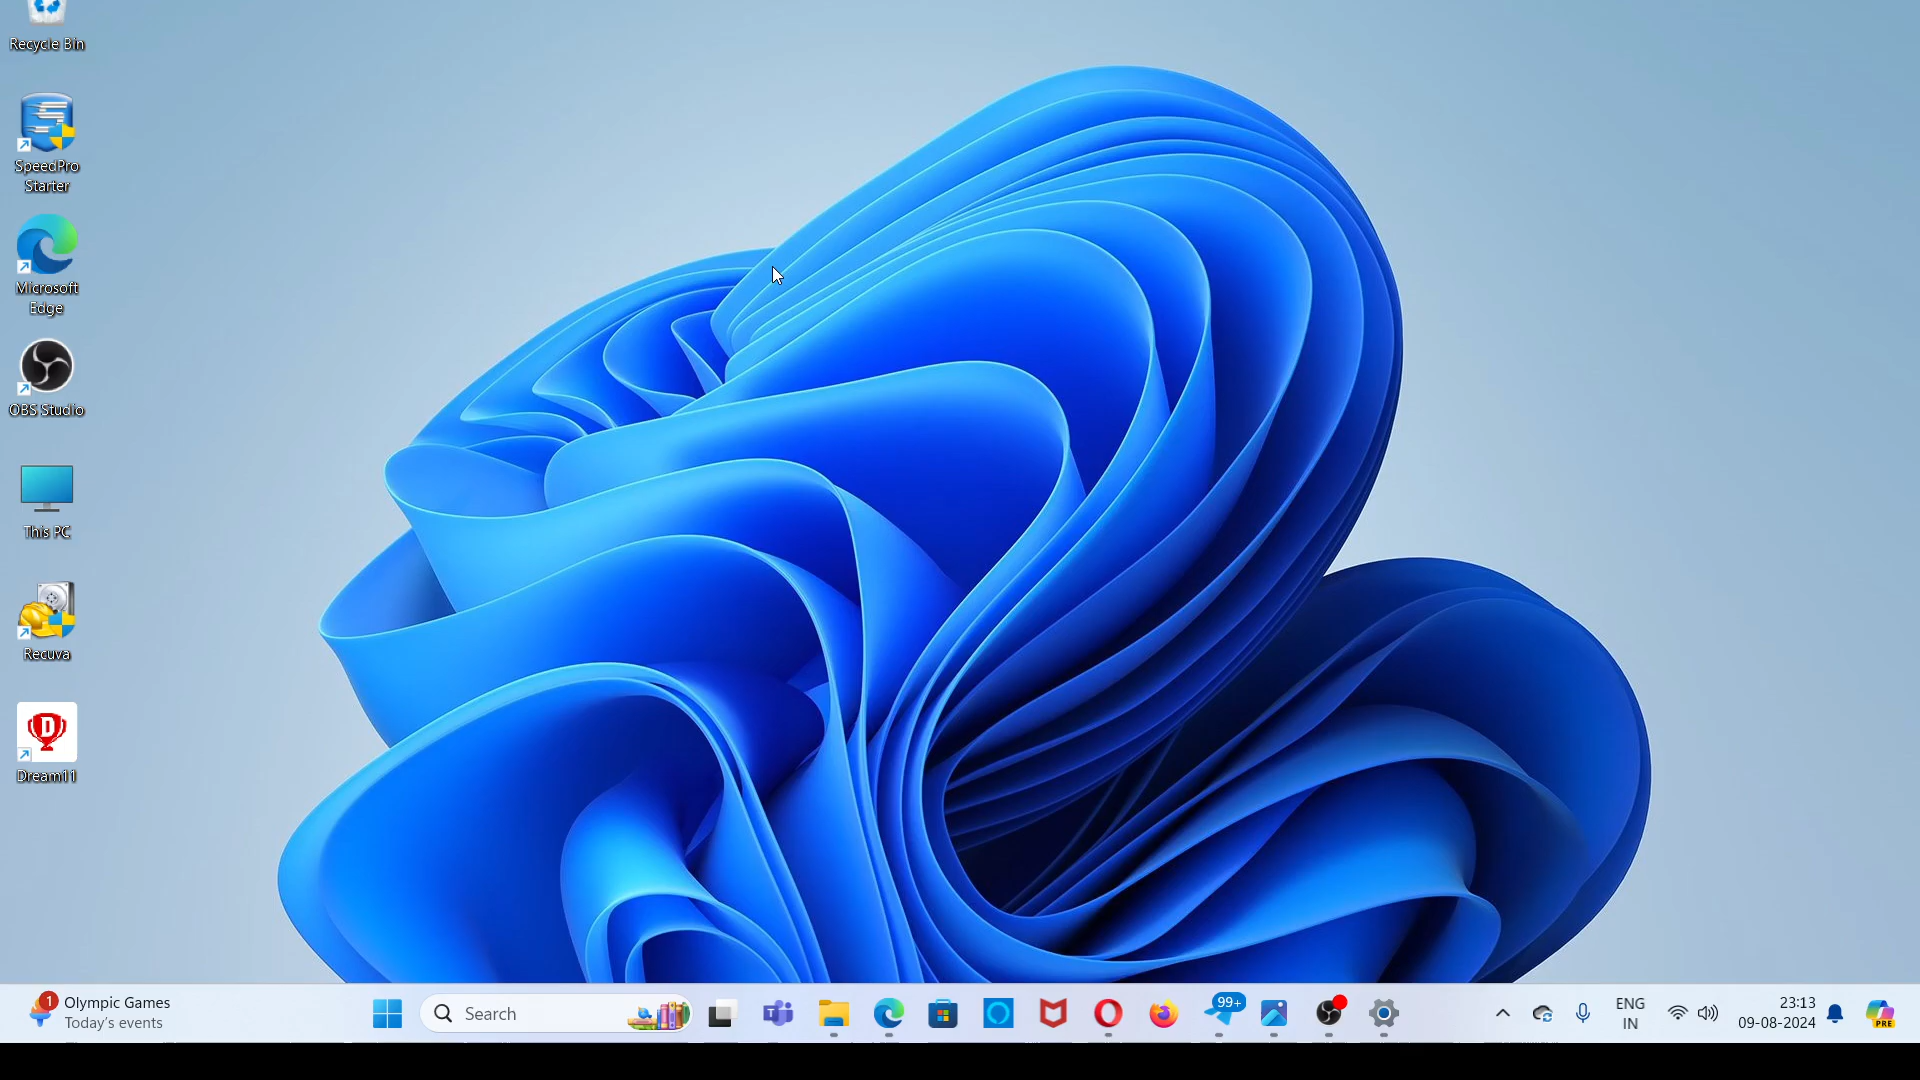 Recycle Bin
SpeedPro
Starter
Microsoft
Edge
OBS Studio
This PC
Recuva
D
Dream11
1
Olympic Games
Today's events
Search
99+
ENG
IN
23:13
09-08-2024
PRE